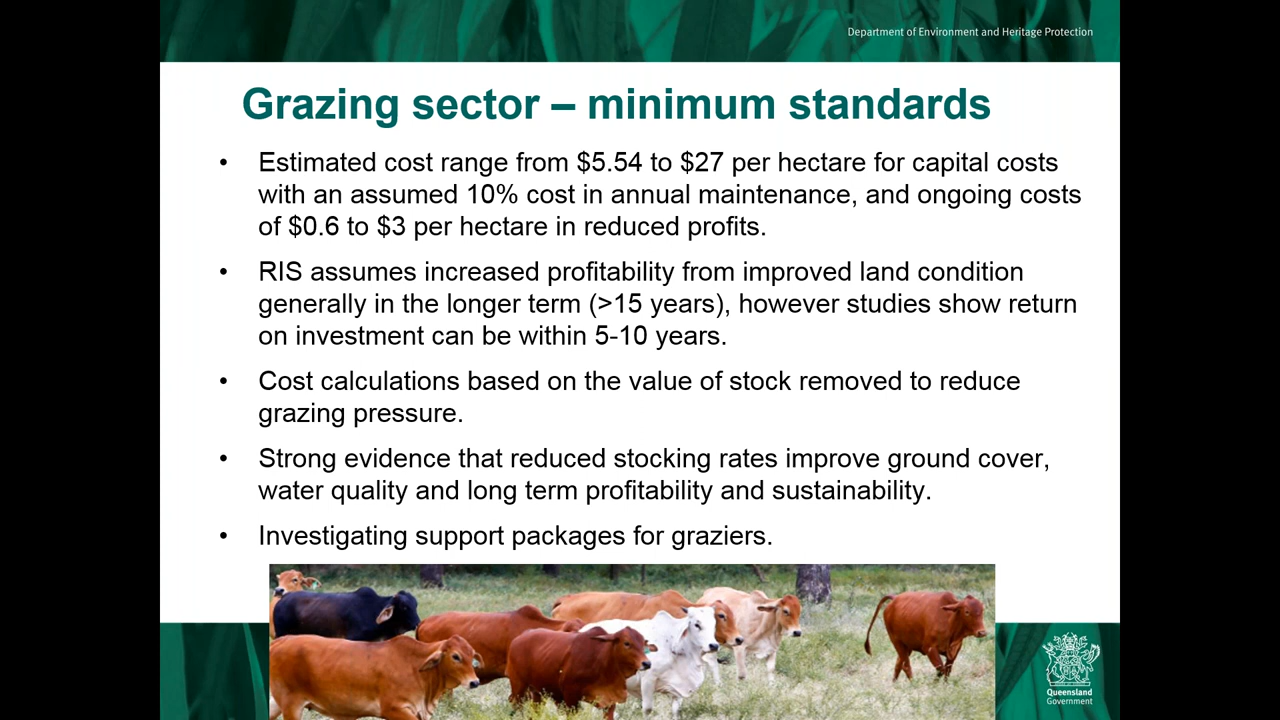 Department of Environment and Heritage Protection
Grazing sector – minimum standards
• Estimated cost range from $5.54 to $27 per hectare for capital costs
with an assumed 10% cost in annual maintenance, and ongoing costs
of $0.6 to $3 per hectare in reduced profits.
• RIS assumes increased profitability from improved land condition
generally in the longer term (>15 years), however studies show return
on investment can be within 5-10 years.
• Cost calculations based on the value of stock removed to reduce
grazing pressure.
• Strong evidence that reduced stocking rates improve ground cover,
water quality and long term profitability and sustainability.
• Investigating support packages for graziers.
Queensland
Government